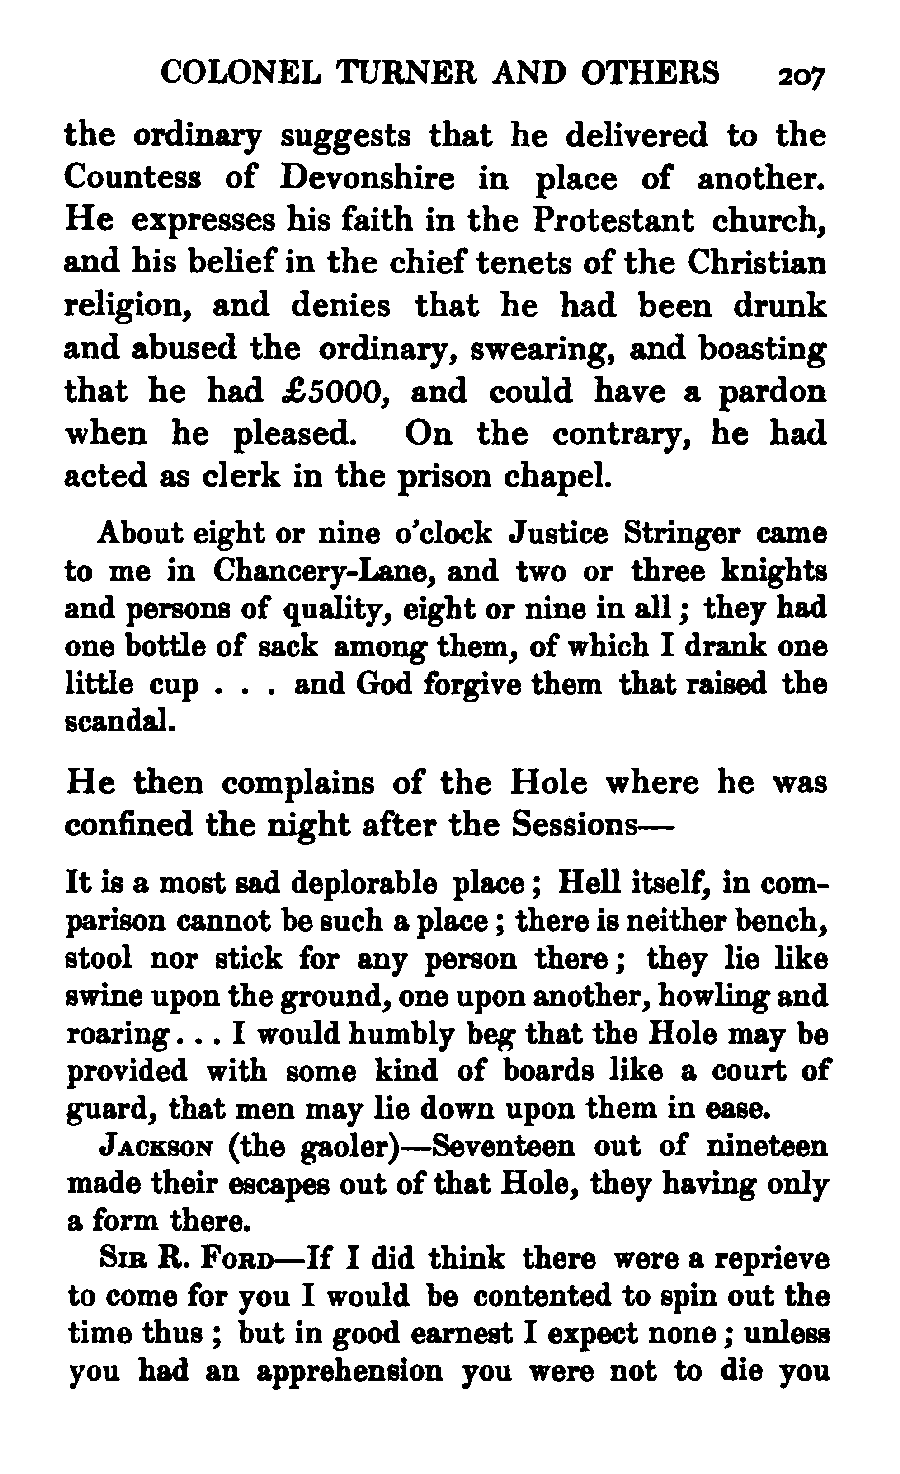 COLONEL TURNER AND OTHERS 207
the ordinary suggests that he delivered to the
Countess of Devonshire in place of another.
He expresses his faith in the Protestant church,
and his belief in the chief tenets of the Christian
religion, and denies that he had been drunk
and abused the ordinary, swearing, and boasting
that he had £5000, and could have a pardon
when he pleased. On the contrary, he had
acted as clerk in the prison chapel.
About eight or nine o'clock Justice Stringer came
to me in Chancery-Lane, and two or three knights
and persons of quality, eight or nine in all ; they had
one bottle of sack among them, of which I drank one
little cup . . . and God forgive them that raised the
scandal.
He then complains of the Hole where he was
confined the night after the Sessions—
It is a most sad deplorable place ; Hell itself, in com-
parison cannot be such a place ; there is neither bench,
stool nor stick for any person there ; they lie like
swine upon the ground, one upon another, howling and
roaring . . . I would humbly beg that the Hole may be
provided with some kind of boards like a court of
guard, that men may lie down upon them in ease.
JACKSON (the gaoler)—Seventeen out of nineteen
made their escapes out of that Hole, they having only
a form there.
SIR R. FORD—If I did think there were a reprieve
to come for you I would be contented to spin out the
time thus ; but in good earnest I expect none ; unless
you had an apprehension you were not to die you